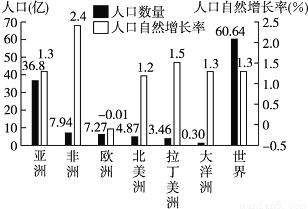 人口(亿)
人口自然增长率(%)
■人口数量
□人口自然增长率
70
60
50
40
30
20
10
0
36.8
1.3
7.94
2.4
7.27
-0.01
4.87
1.2
3.46
1.5
0.30
1.3
60.64
1.3
2.5
2.0
1.5
1.0
0.5
0
-0.5
亚洲
非洲
欧洲
北美洲
拉丁美洲
大洋洲
世界